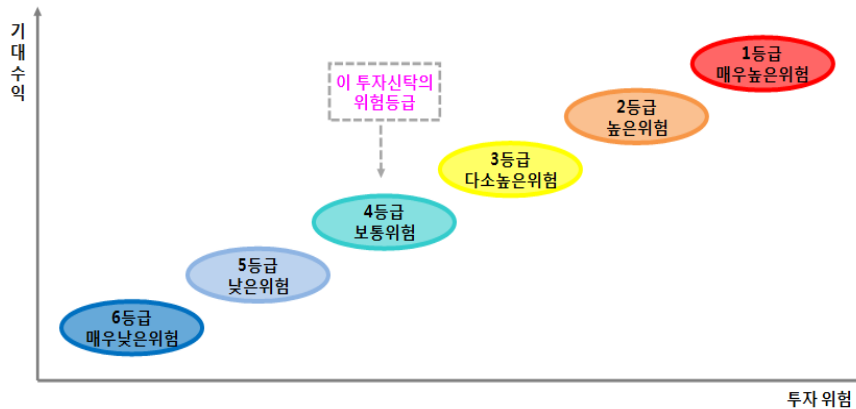 기
대
수
익
1등급
매우높은위험
이 투자신탁의
위험등급
2등급
높은위험
3등급
다소높은위험
4등급
보통위험
5등급
낮은위험
6등급
매우낮은위험
투자 위험